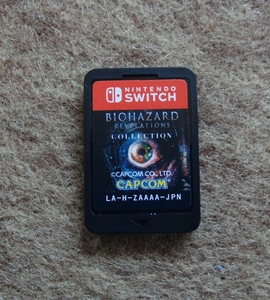 NINTENDO
SWITCH
BIOHAZARD
REVELATIONS
COLLECTION
©CAPCOM CO., LTD.
CAPCOM
LA-H-ZAAAA-JPN